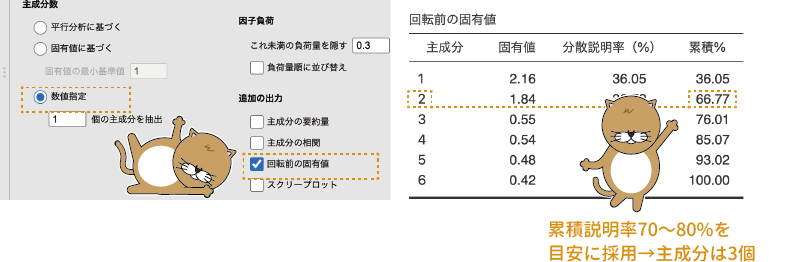 主成分数
平行分析に基づく
固有値に基づく
固有値の最小基準値 1
数値指定
1 個の主成分を抽出
因子負荷
これ未満の負荷量を隠す 0.3
負荷量順に並び替え
追加の出力
主成分の要約量
主成分の相関
回転前の固有値
スクリープロット
回転前の固有値
主成分 固有値 分散説明率（%） 累積%
1 2.16 36.05 36.05
2 1.84 66.77
3 0.55 76.01
4 0.54 85.07
5 0.48 93.02
6 0.42 100.00
累積説明率70〜80%を
目安に採用→主成分は3個